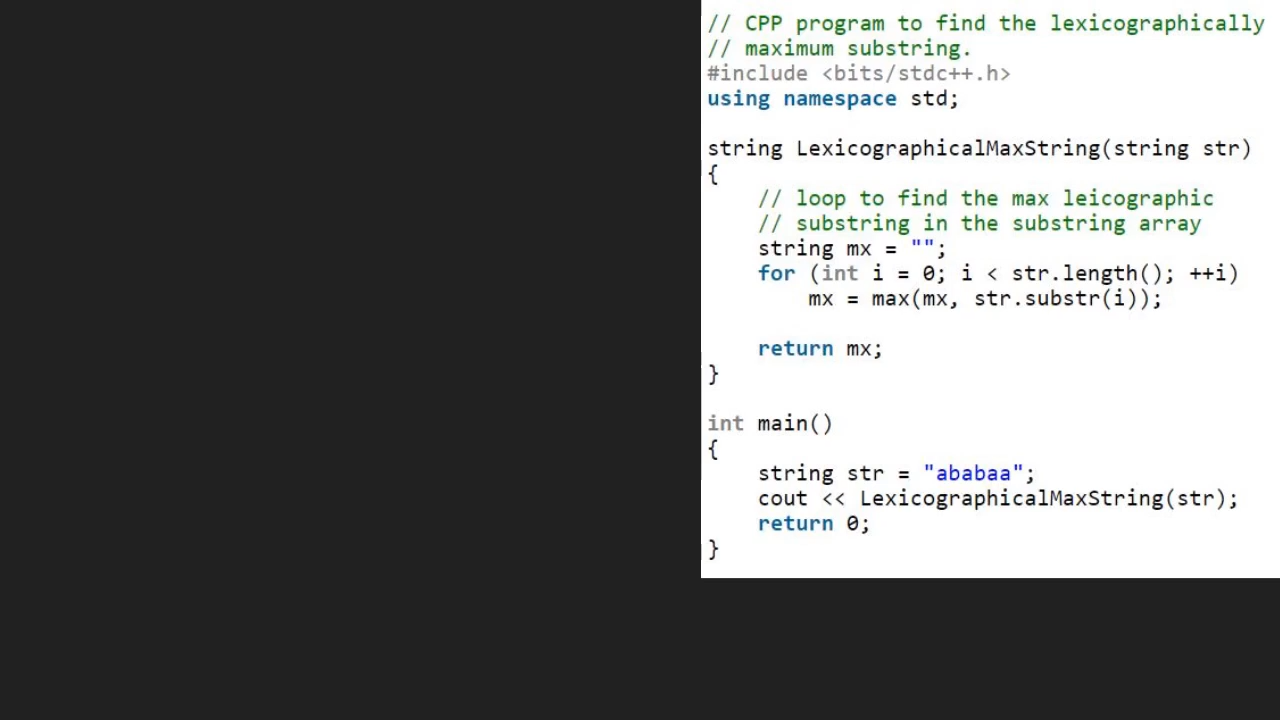 // CPP program to find the lexicographically
// maximum substring.
#include <bits/stdc++.h>
using namespace std;
string LexicographicalMaxString(string str)
{
// loop to find the max leicographic
// substring in the substring array
string mx = "";
for (int i = 0; i < str.length(); ++i)
mx = max(mx, str.substr(i));
return mx;
}
int main()
{
string str = "ababaa";
cout << LexicographicalMaxString(str);
return 0;
}